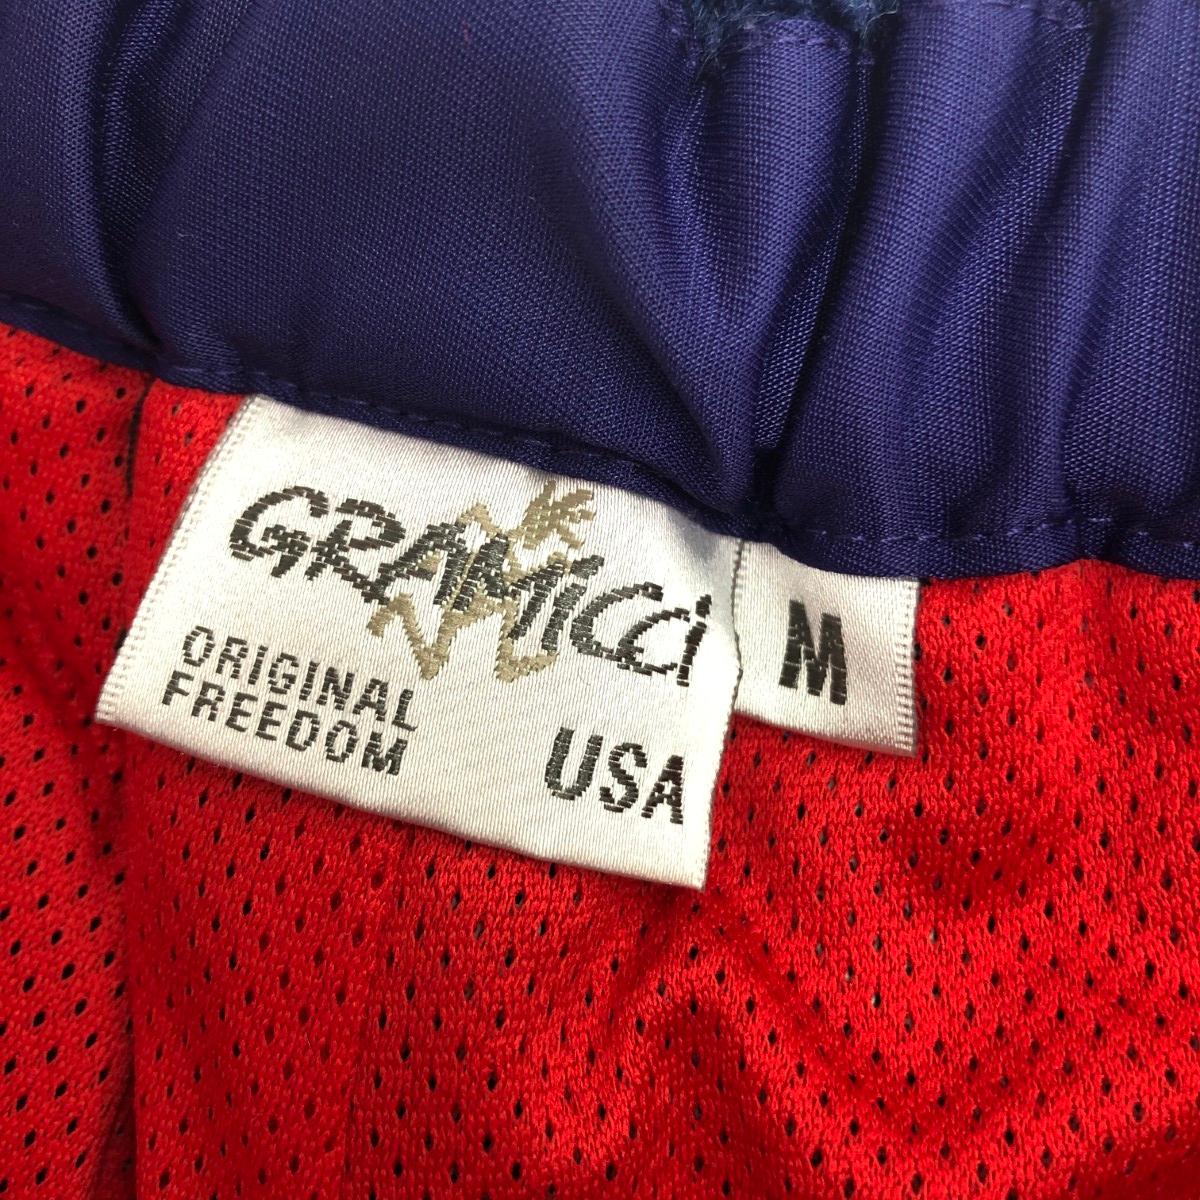 GRAMiCCi
ORIGINAL
FREEDOM
USA
M